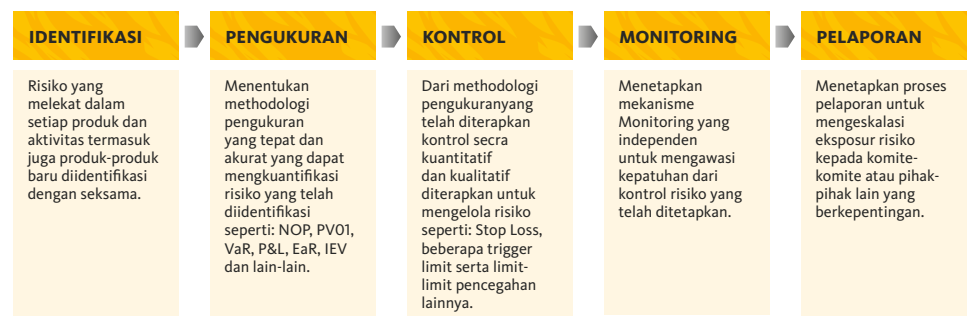 IDENTIFIKASI
Risiko yang
melekat dalam
setiap produk dan
aktivitas termasuk
juga produk-produk
baru diidentifikasi
dengan seksama.
PENGUKURAN
Menentukan
methodologi
pengukuran
yang tepat dan
akurat yang dapat
mengkuantifikasi
risiko yang telah
diidentifikasi
seperti: NOP, PV01,
VaR, P&L, EaR, IEV
dan lain-lain.
KONTROL
Dari methodologi
pengukuranyang
telah diterapkan
kontrol secra
kuantitatif
dan kualitatif
diterapkan untuk
mengelola risiko
seperti: Stop Loss,
beberapa trigger
limit serta limit-
limit pencegahan
lainnya.
MONITORING
Menetapkan
mekanisme
Monitoring yang
independen
untuk mengawasi
kepatuhan dari
kontrol risiko yang
telah ditetapkan.
PELAPORAN
Menetapkan proses
pelaporan untuk
mengeskalasi
eksposur risiko
kepada komite-
komite atau pihak-
pihak lain yang
berkepentingan.